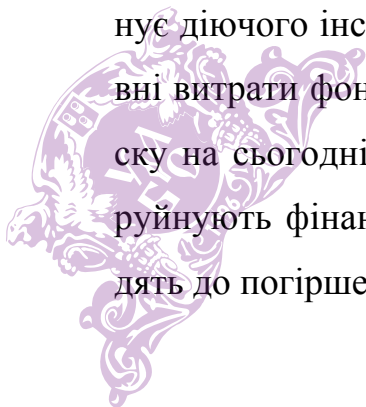 нує діючого інс
вні витрати фон
ску на сьогодні
руйнують фінан
дять до погірше